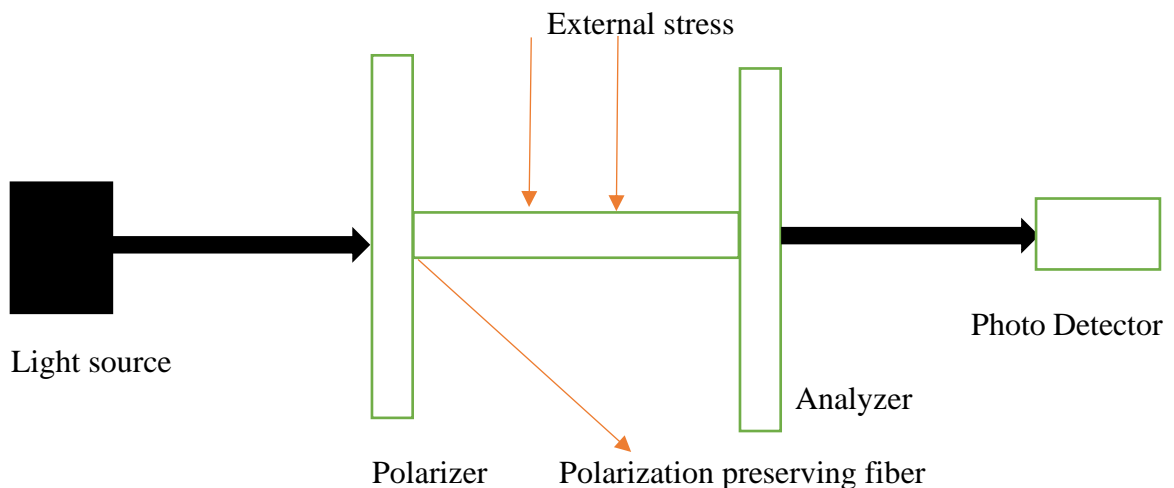 External stress
Photo Detector
Light source
Analyzer
Polarizer
Polarization preserving fiber